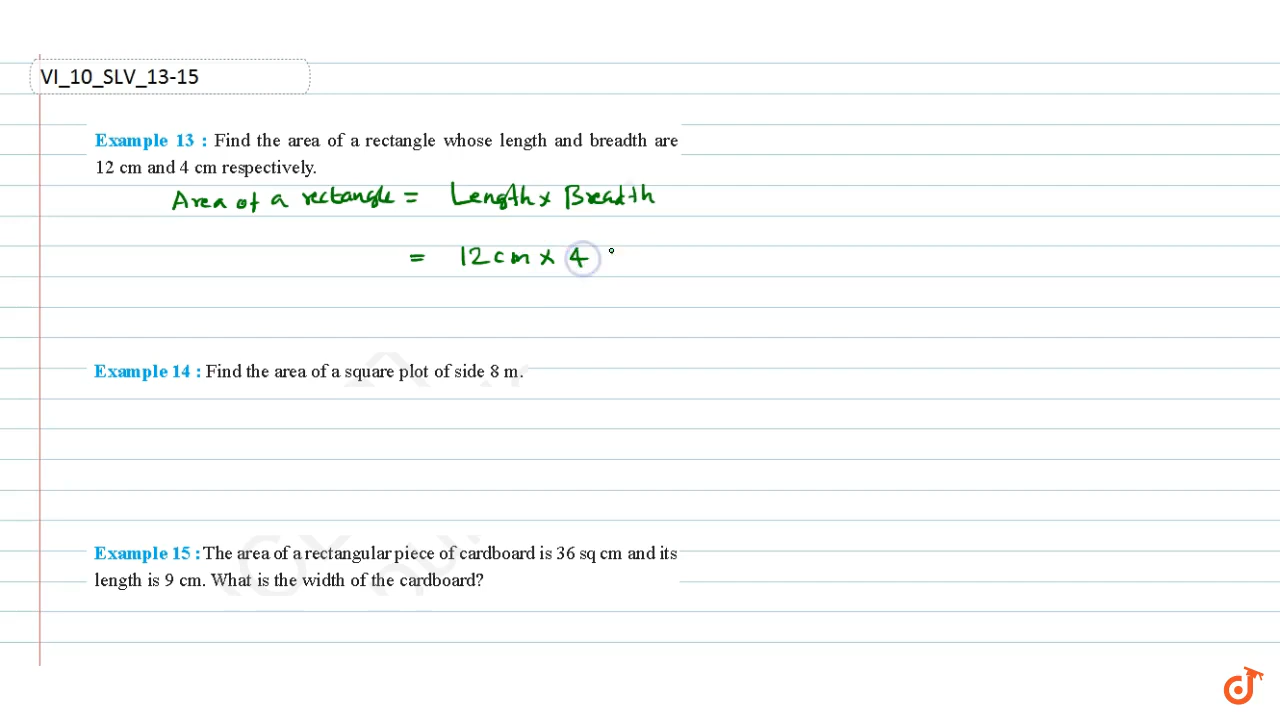 VI_10_SLV_13-15
Example 13 : Find the area of a rectangle whose length and breadth are
12 cm and 4 cm respectively.
Area of a rectangle = Length x Breadth
= 12 cm x 4
Example 14 : Find the area of a square plot of side 8 m.
Example 15 : The area of a rectangular piece of cardboard is 36 sq cm and its
length is 9 cm. What is the width of the cardboard?